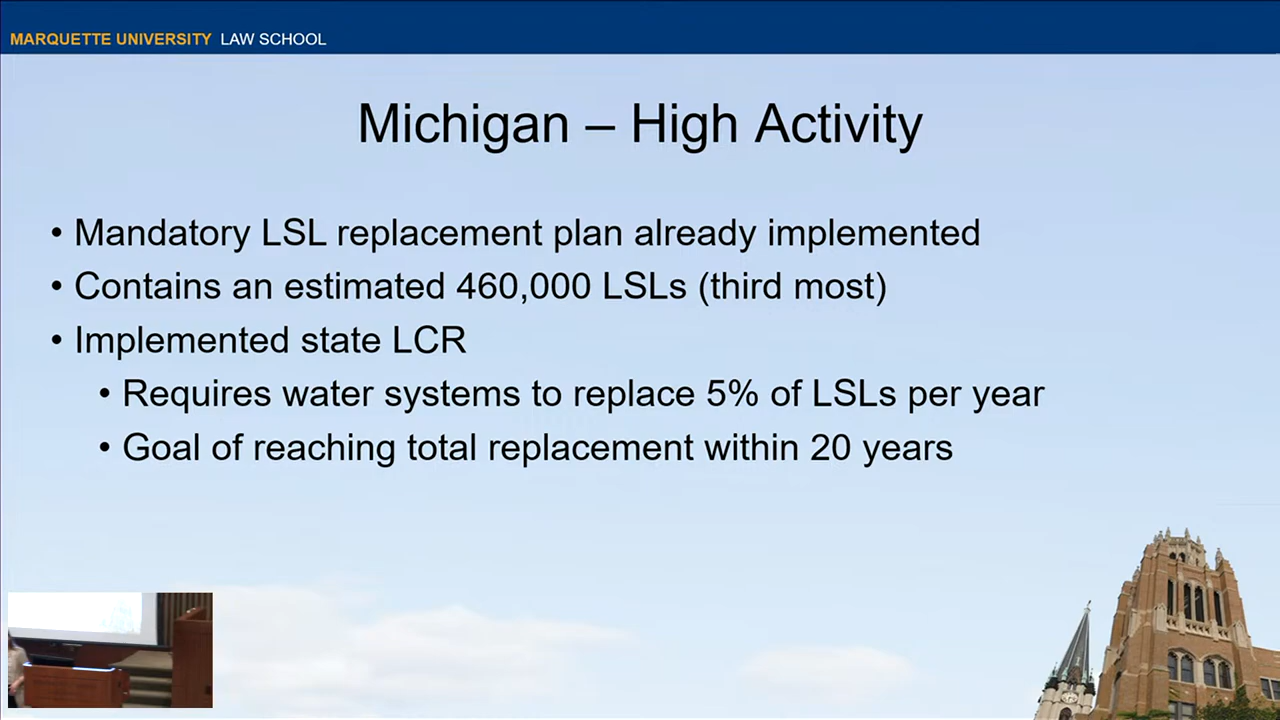 MARQUETTE UNIVERSITY LAW SCHOOL
Michigan – High Activity
• Mandatory LSL replacement plan already implemented
• Contains an estimated 460,000 LSLs (third most)
• Implemented state LCR
• Requires water systems to replace 5% of LSLs per year
• Goal of reaching total replacement within 20 years